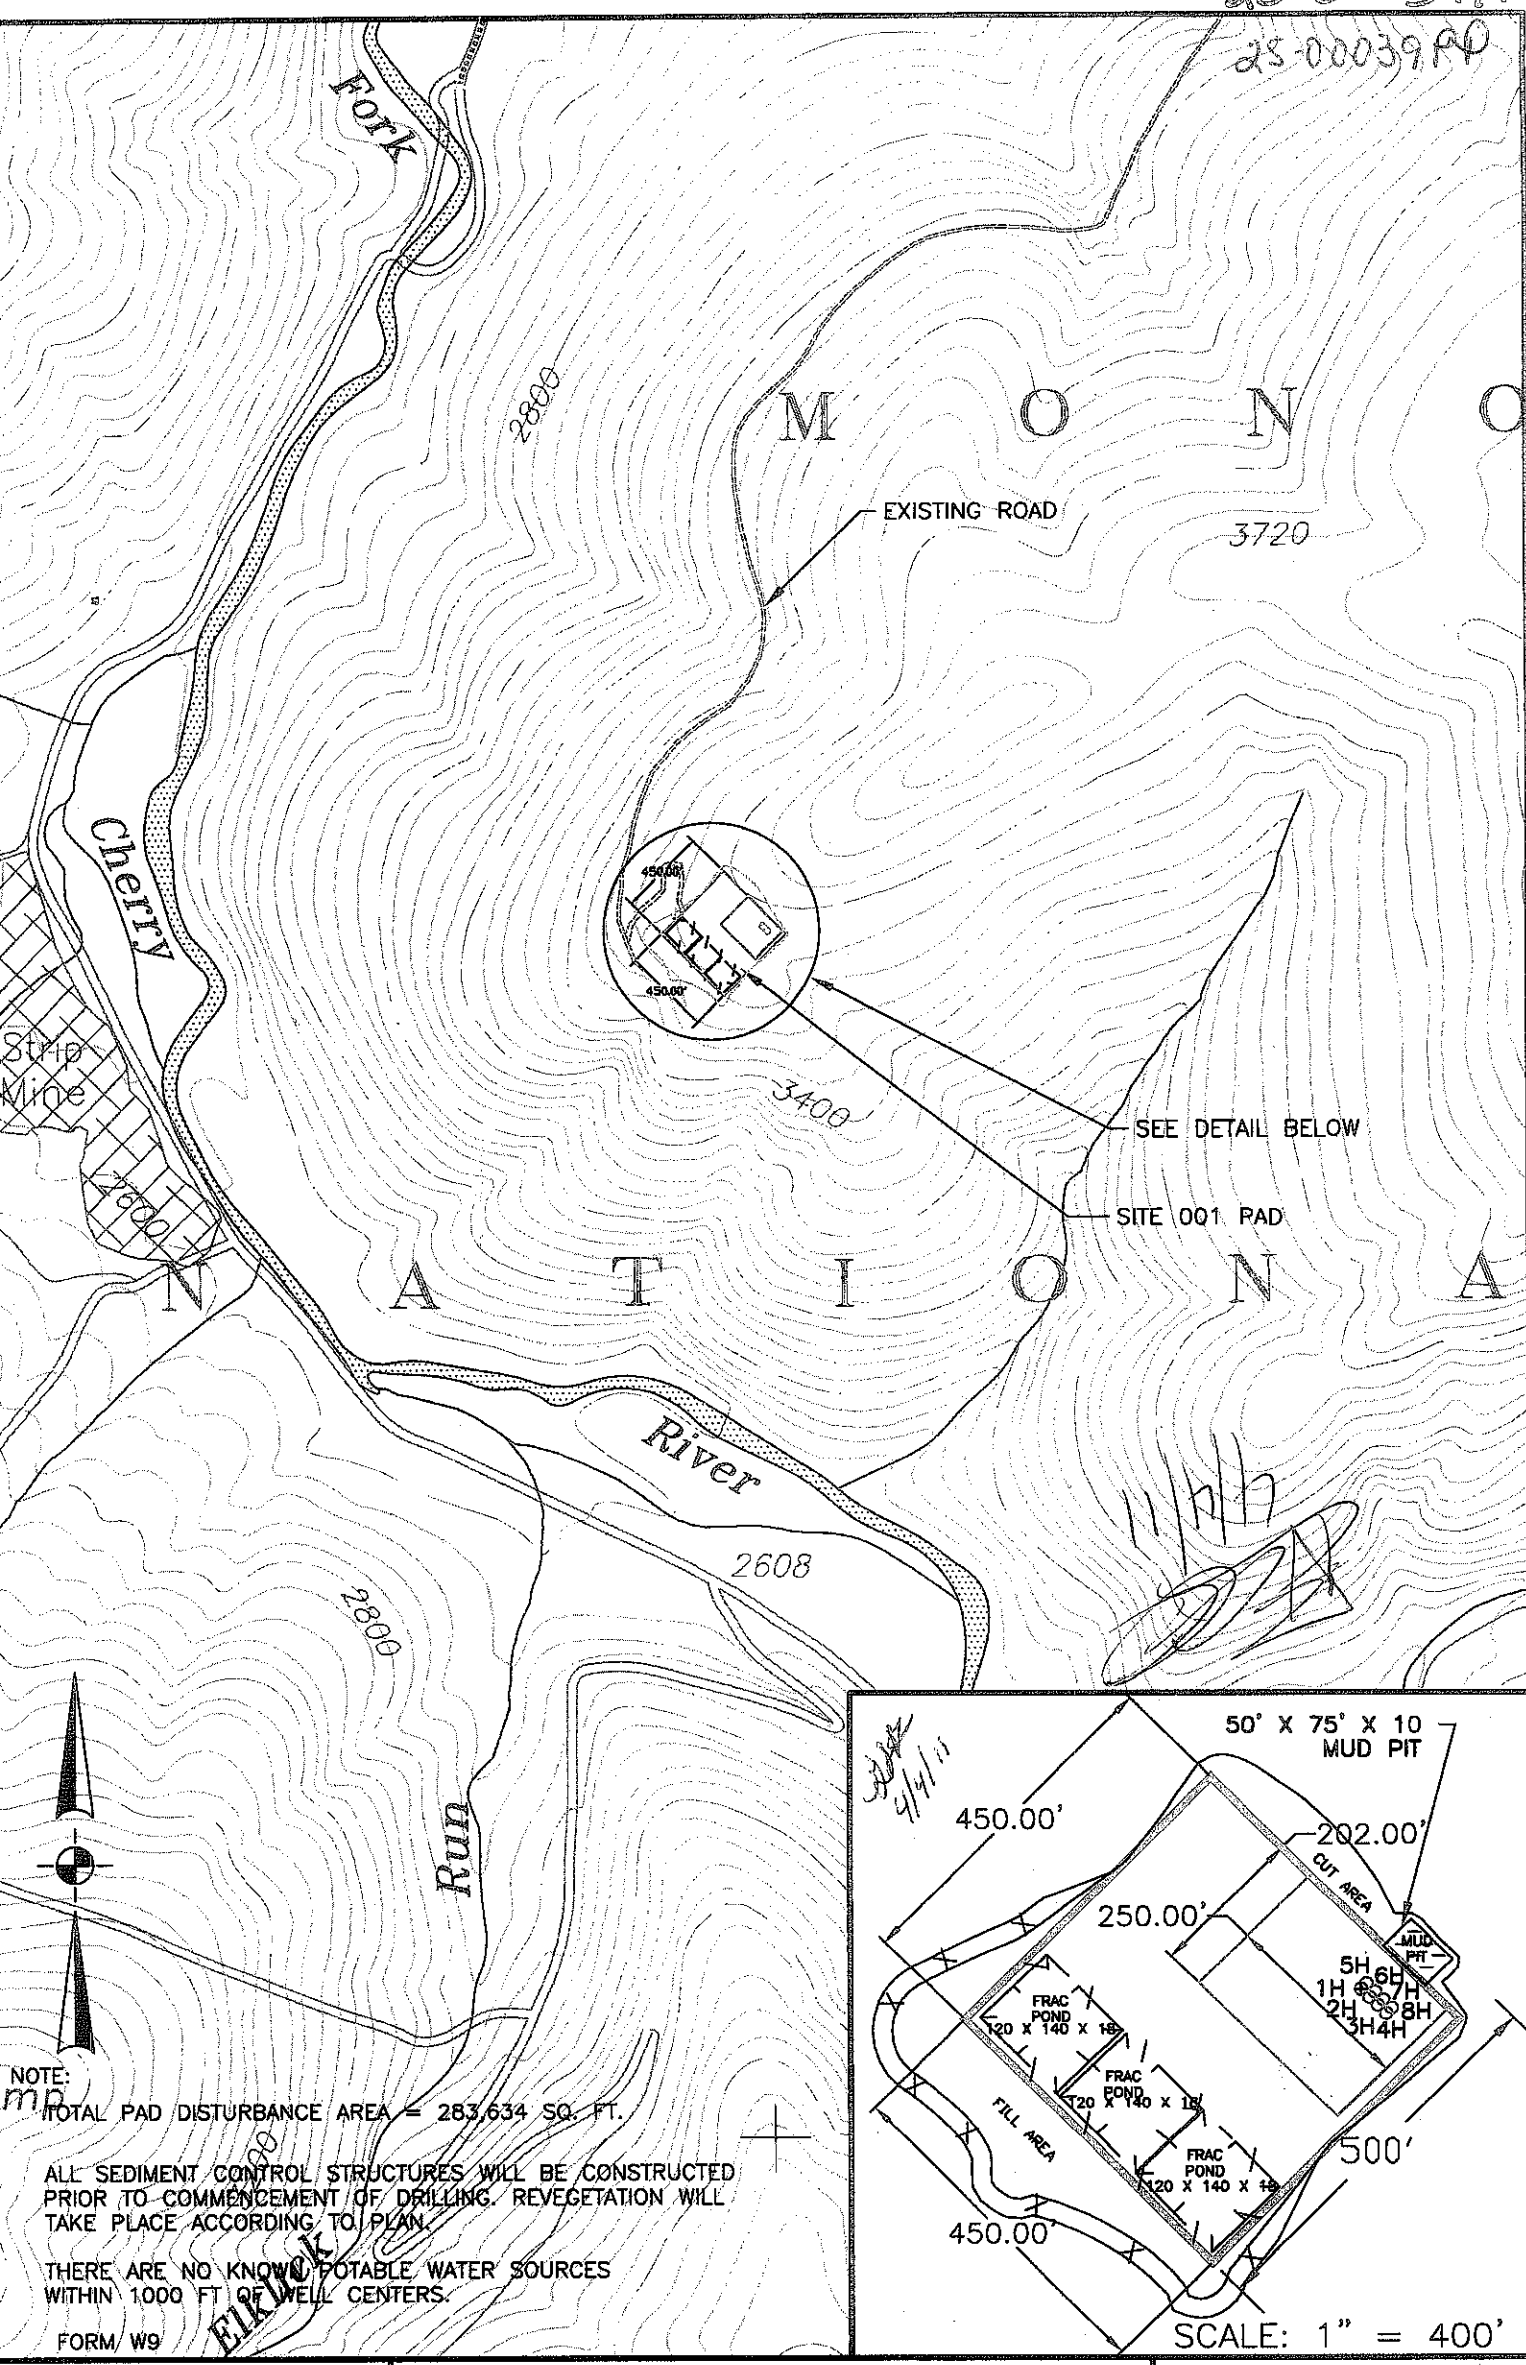 25-00039PP
Fork
2800
M O N O
EXISTING ROAD
3720
450.00'
450.00'
Cherry
Strip
Mine
3400
SEE DETAIL BELOW
2600
SITE 001 PAD
N A T I O N A
River
2608
2800
Run
4/4/11
50' X 75' X 10
MUD PIT
450.00'
202.00'
CUT AREA
250.00'
MUD
PIT
5H
6H
1H
7H
2H
8H
3H
4H
FRAC
POND
120 X 140 X 18
FRAC
POND
120 X 140 X 18
FRAC
POND
120 X 140 X 18
FILL AREA
500'
450.00'
SCALE: 1" = 400'
NOTE:
mp
TOTAL PAD DISTURBANCE AREA = 283,634 SQ. FT.
ALL SEDIMENT CONTROL STRUCTURES WILL BE CONSTRUCTED
PRIOR TO COMMENCEMENT OF DRILLING. REVEGETATION WILL
TAKE PLACE ACCORDING TO PLAN.
THERE ARE NO KNOWN POTABLE WATER SOURCES
WITHIN 1000 FT OF WELL CENTERS.
Elklick
FORM W9